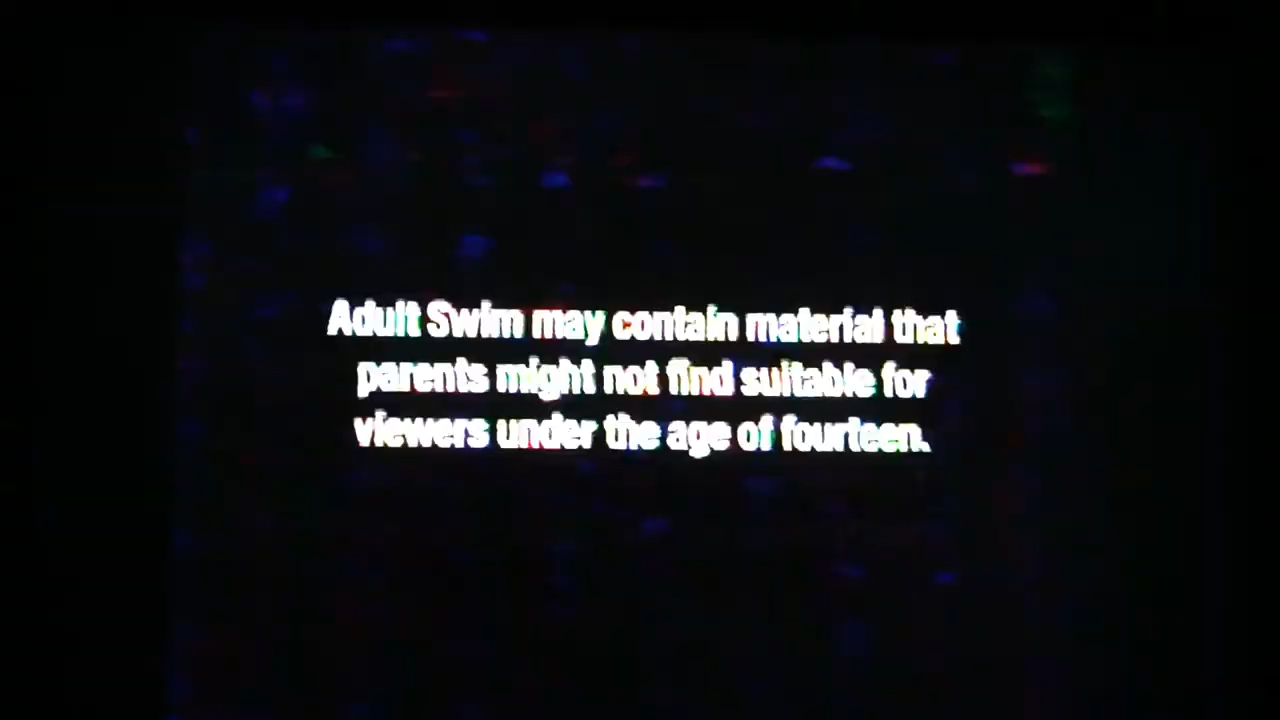 Adult Swim may contain material that
parents might not find suitable for
viewers under the age of fourteen.